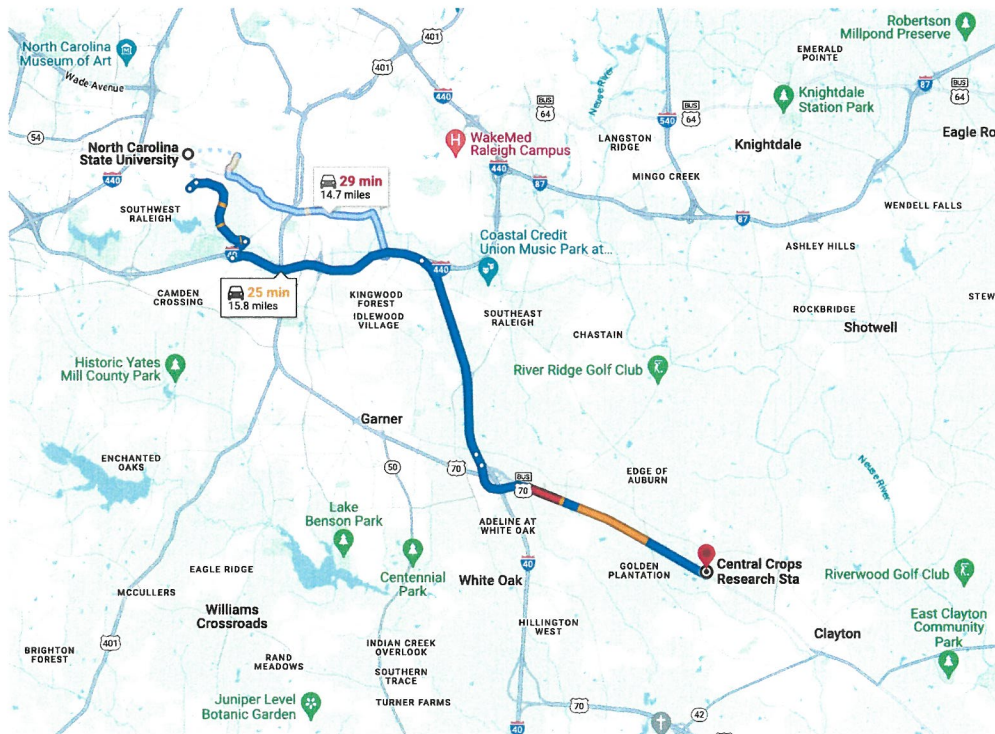 North Carolina
Museum of Art
Wade Avenue
54
401
401
440
BUS
64
Neuse River
540
BUS
64
EMERALD
POINTE
Robertson
Millpond Preserve
87
BUS
64
Knightdale
Station Park
Eagle Ro
North Carolina
State University
440
WakeMed
Raleigh Campus
LANGSTON
RIDGE
Knightdale
440
87
MINGO CREEK
87
WENDELL FALLS
29 min
14.7 miles
SOUTHWEST
RALEIGH
40
25 min
15.8 miles
440
Coastal Credit
Union Music Park at...
ASHLEY HILLS
CAMDEN
CROSSING
KINGWOOD
FOREST
IDLEWOOD
VILLAGE
SOUTHEAST
RALEIGH
CHASTAIN
ROCKBRIDGE
STEW
Shotwell
Historic Yates
Mill County Park
River Ridge Golf Club
Garner
ENCHANTED
OAKS
50
70
BUS
70
EDGE OF
AUBURN
Neuse River
Lake
Benson Park
ADELINE AT
WHITE OAK
40
EAGLE RIDGE
Centennial
Park
White Oak
GOLDEN
PLANTATION
Central Crops
Research Sta
Riverwood Golf Club
MCCULLERS
Williams
Crossroads
HILLINGTON
WEST
Clayton
East Clayton
Community
Park
401
BRIGHTON
FOREST
RAND
MEADOWS
INDIAN CREEK
OVERLOOK
SOUTHERN
TRACE
TURNER FARMS
Juniper Level
Botanic Garden
70
42
40